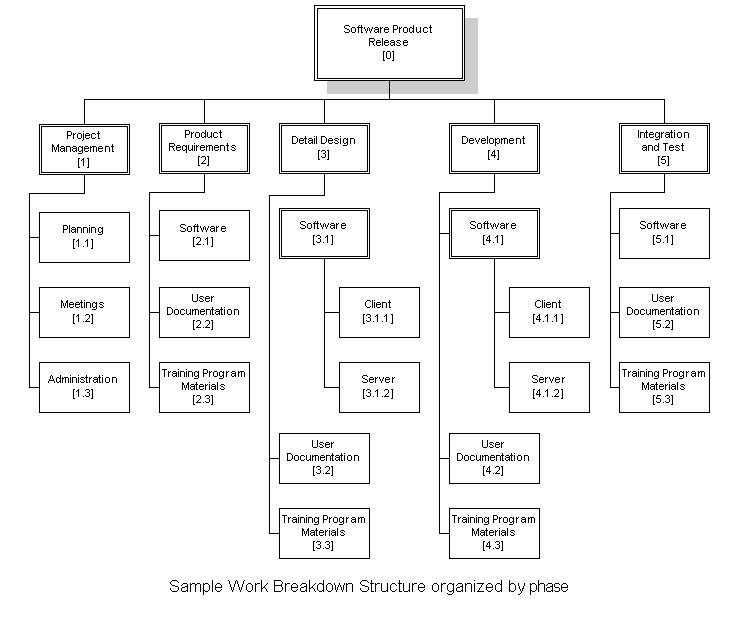 Software Product
Release
[0]
Project
Management
[1]
Product
Requirements
[2]
Detail Design
[3]
Development
[4]
Integration
and Test
[5]
Planning
[1.1]
Software
[2.1]
Software
[3.1]
Software
[4.1]
Software
[5.1]
Meetings
[1.2]
User
Documentation
[2.2]
Client
[3.1.1]
Client
[4.1.1]
User
Documentation
[5.2]
Administration
[1.3]
Training Program
Materials
[2.3]
Server
[3.1.2]
Server
[4.1.2]
Training Program
Materials
[5.3]
User
Documentation
[3.2]
User
Documentation
[4.2]
Training Program
Materials
[3.3]
Training Program
Materials
[4.3]
Sample Work Breakdown Structure organized by phase